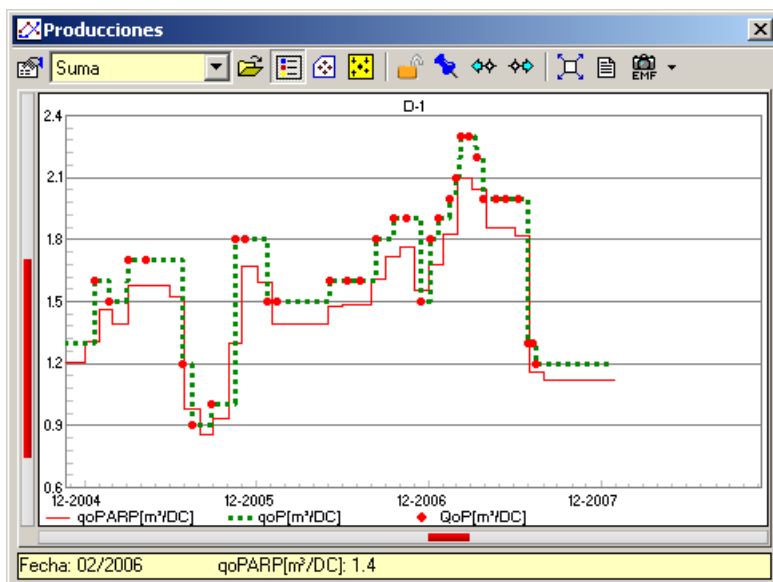 Producciones
Suma
EMF
D-1
2.4
2.1
1.8
1.5
1.2
0.9
0.6
12-2004 12-2005 12-2006 12-2007
qoPARP[m³/DC] qoP[m³/DC] QoP[m³/DC]
Fecha: 02/2006 qoPARP[m³/DC]: 1.4